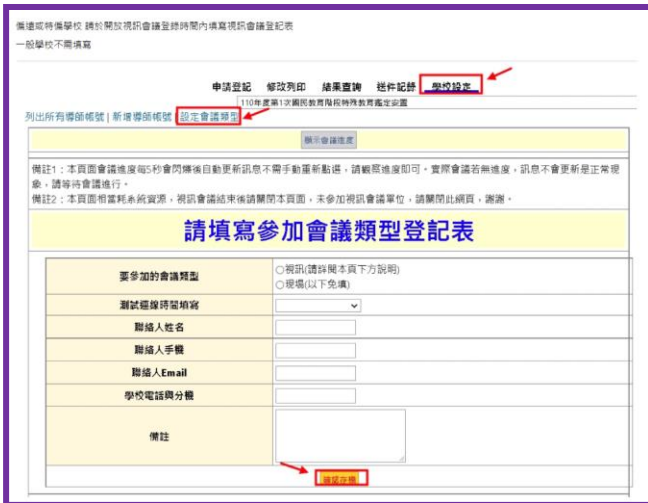 偏遠或特偏學校 請於開放視訊會議登錄時間內填寫視訊會議登記表
一般學校不需填寫
申請登記 修改列印 結果查詢 送件記錄 學校設定
110年度第1次國民教育階段特殊教育鑑定安置
列出所有導師帳號 | 新增導師帳號 | 設定會議類型
顯示會議進度
備註1：本頁面會議進度每5秒會閃爍後自動更新訊息不需手動重新點選，請觀察進度即可。實際會議若無進度，訊息不會更新是正常現
象，請等待會議進行。
備註2：本頁面相當耗系統資源，視訊會議結束後請關閉本頁面，未參加視訊會議單位，請關閉此網頁，謝謝。
請填寫參加會議類型登記表
要參加的會議類型
視訊(請詳閱本頁下方說明)
現場(以下免填)
測試連線時間填寫
聯絡人姓名
聯絡人手機
聯絡人Email
學校電話與分機
備註
確認存檔